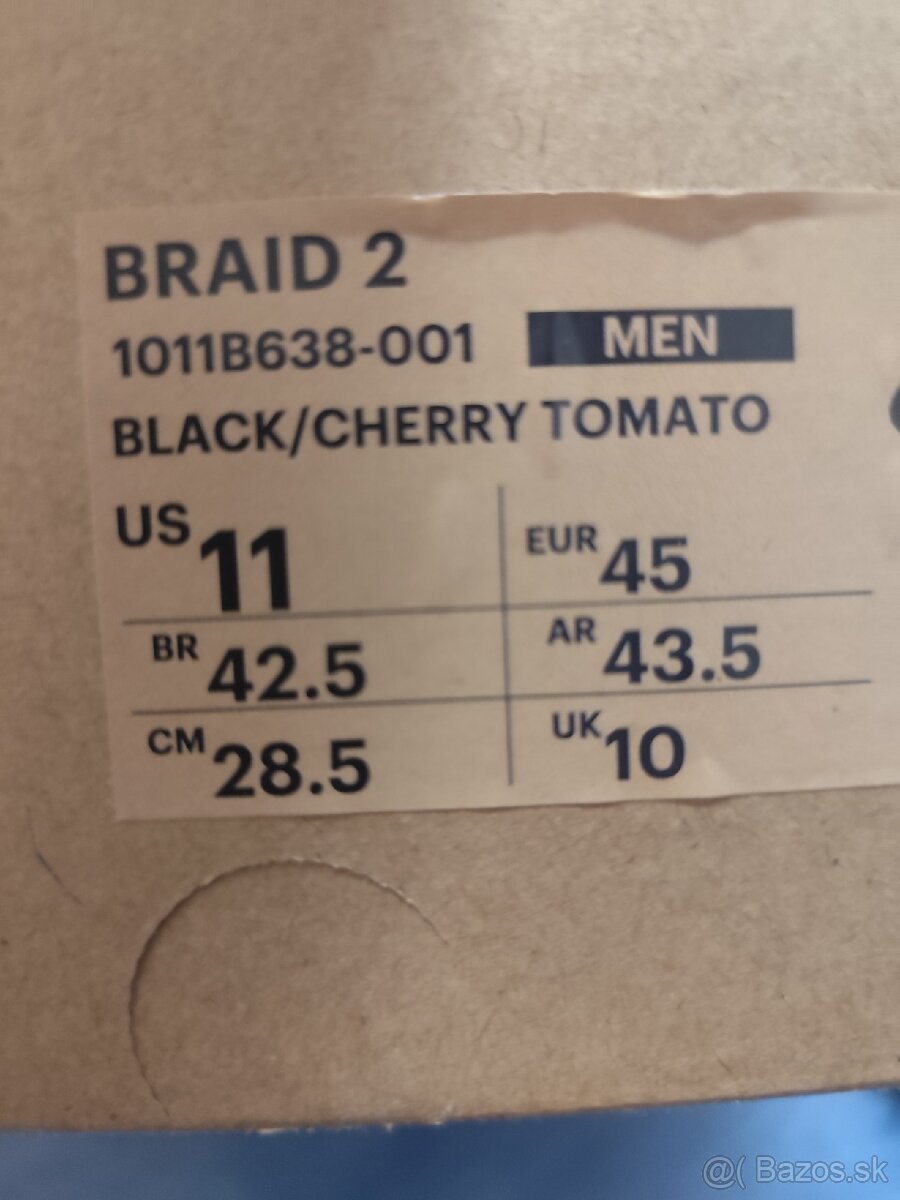 BRAID 2
1011B638-001 MEN
BLACK/CHERRY TOMATO
US 11 EUR 45
BR 42.5 AR 43.5
CM 28.5 UK 10
@( Bazos.sk